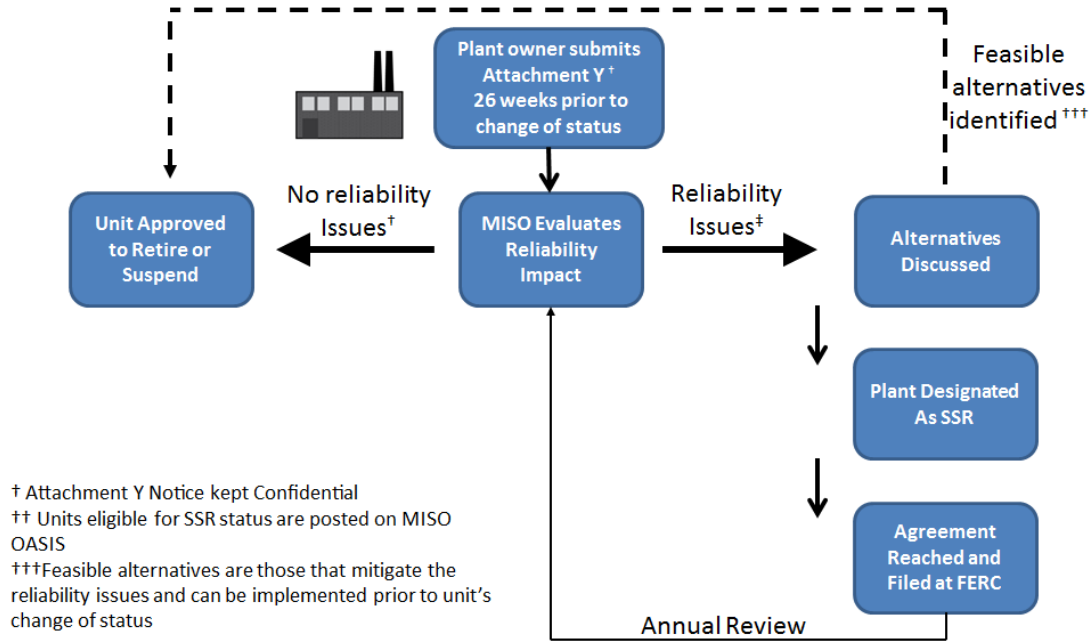 Plant owner submits
Attachment Y †
26 weeks prior to
change of status
Feasible
alternatives
identified †††
No reliability
Issues†
Reliability
Issues‡
Unit Approved
to Retire or
Suspend
MISO Evaluates
Reliability
Impact
Alternatives
Discussed
Plant Designated
As SSR
Agreement
Reached and
Filed at FERC
Annual Review
† Attachment Y Notice kept Confidential
†† Units eligible for SSR status are posted on MISO
OASIS
†††Feasible alternatives are those that mitigate the
reliability issues and can be implemented prior to unit's
change of status